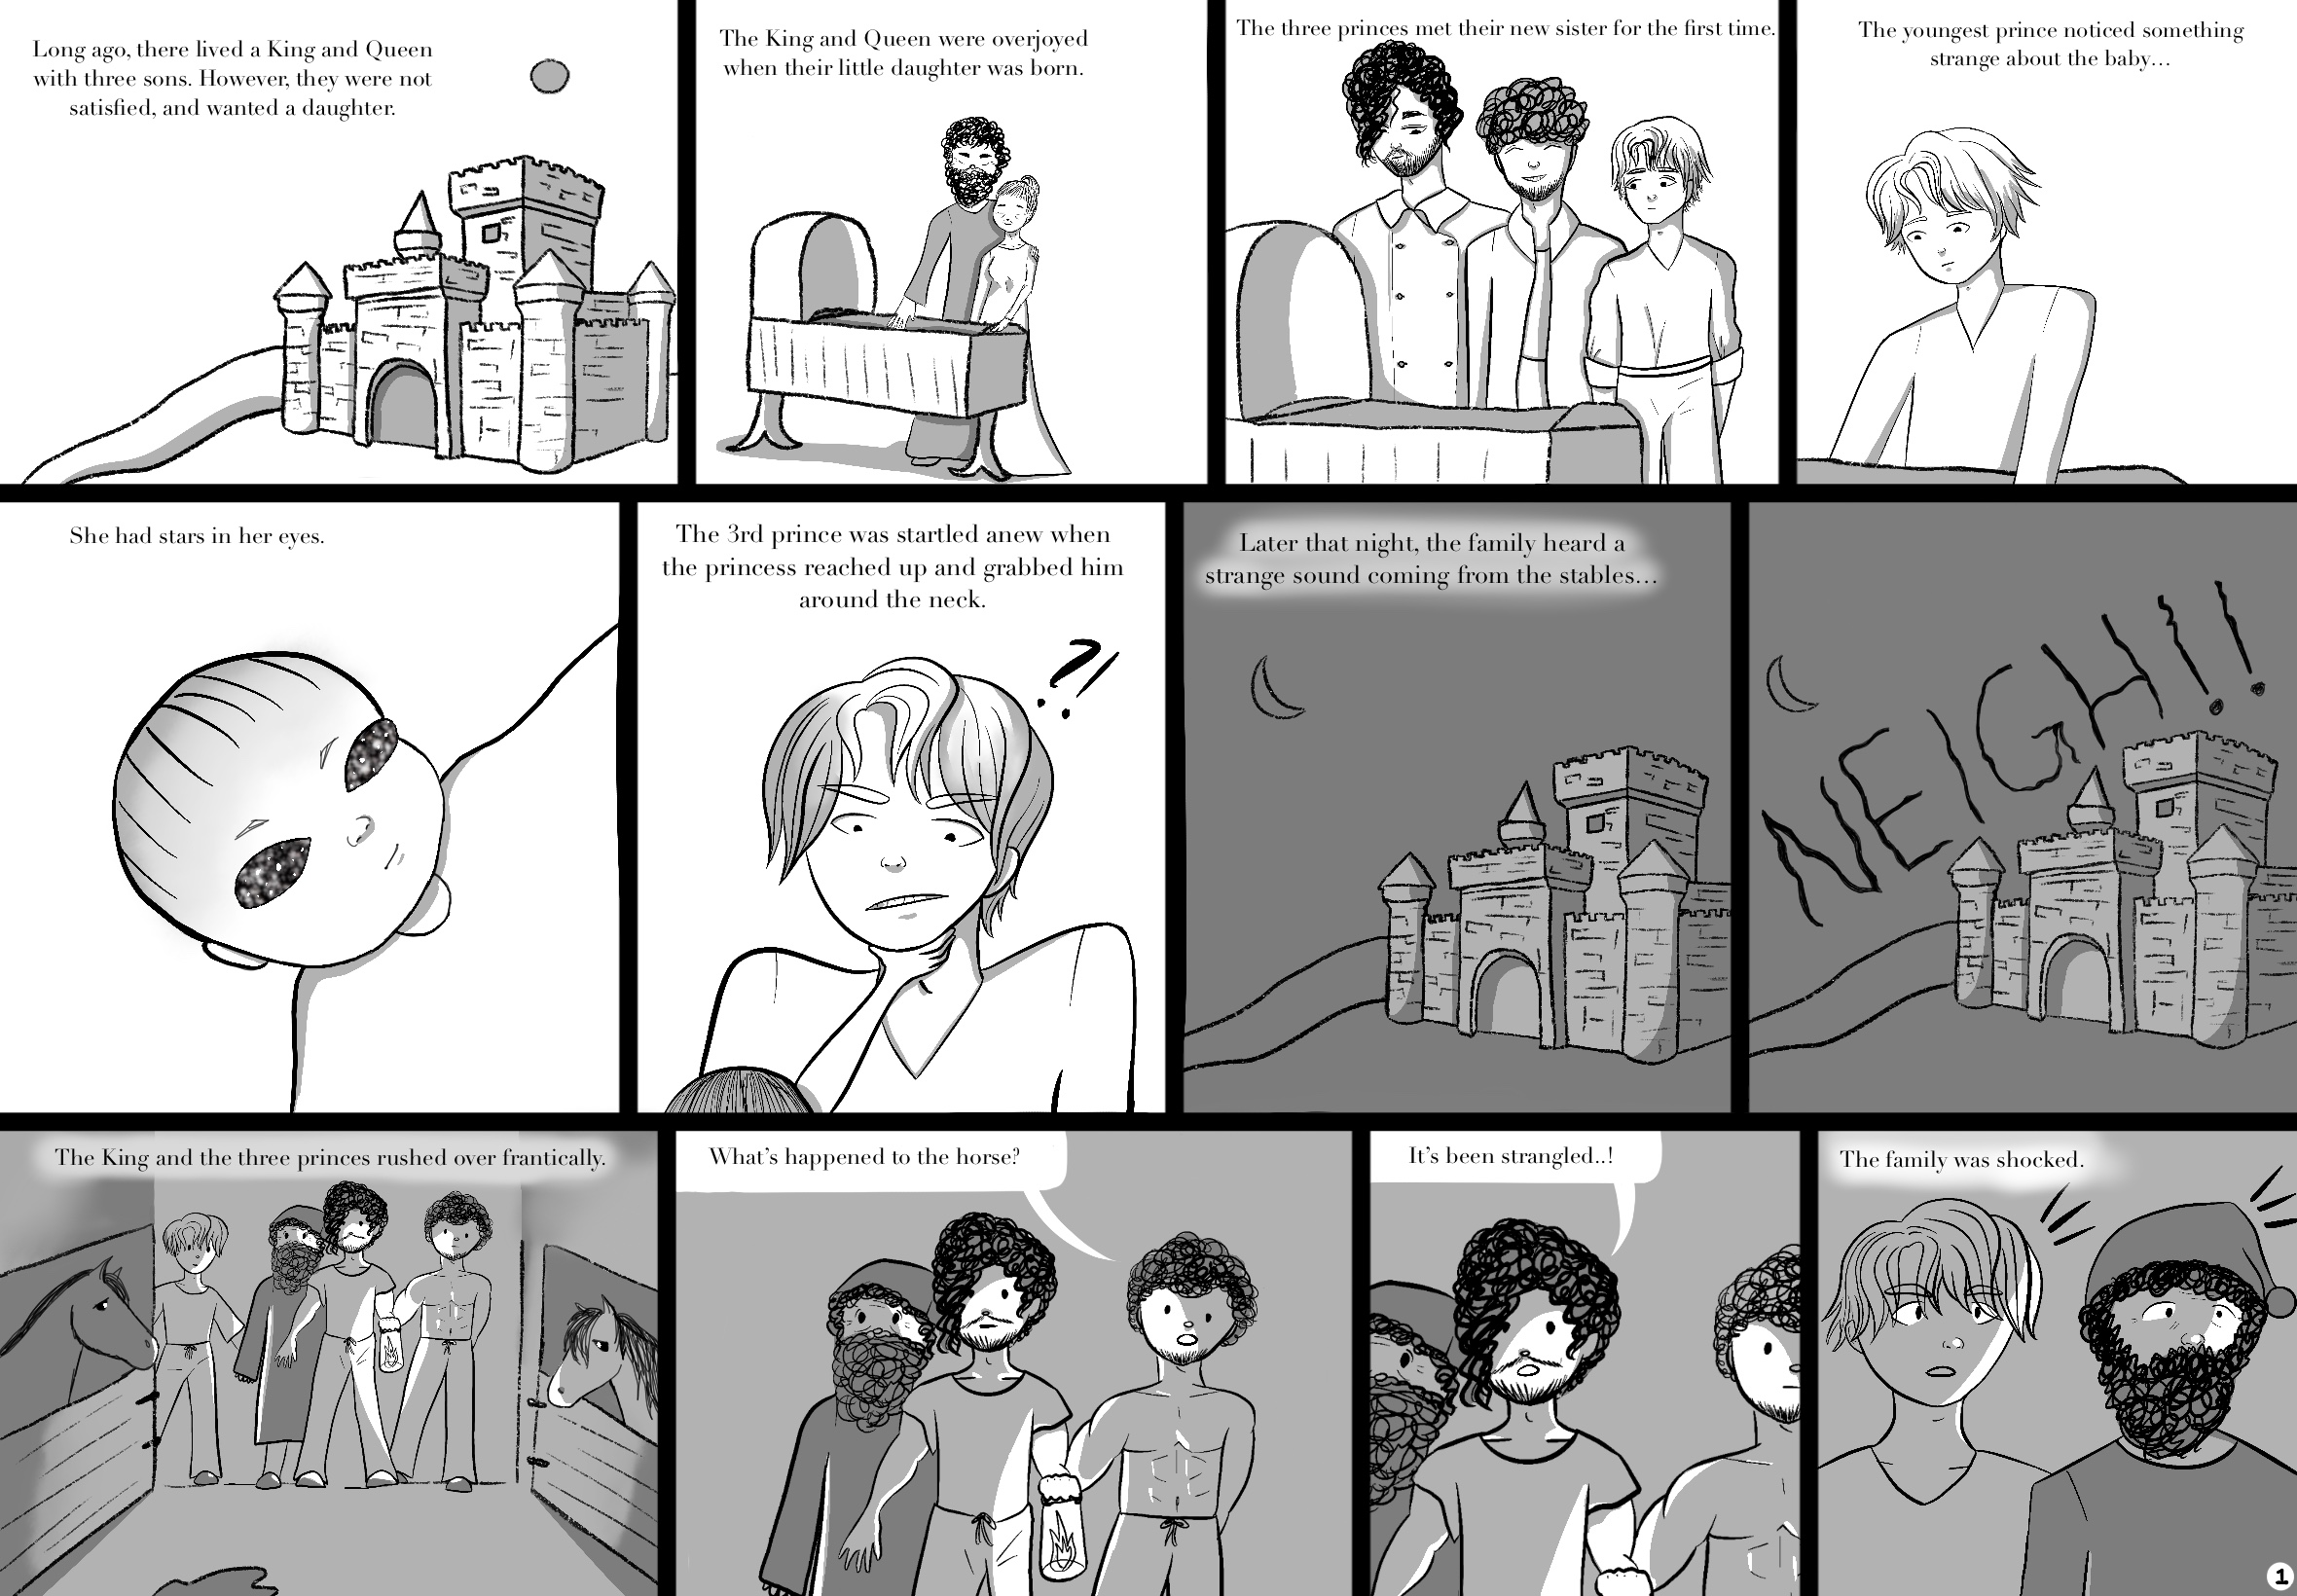 Long ago, there lived a King and Queen
with three sons. However, they were not
satisfied, and wanted a daughter.
The King and Queen were overjoyed
when their little daughter was born.
The three princes met their new sister for the first time.
The youngest prince noticed something
strange about the baby...
She had stars in her eyes.
The 3rd prince was startled anew when
the princess reached up and grabbed him
around the neck.
?!
Later that night, the family heard a
strange sound coming from the stables...
NEIGH!!
The King and the three princes rushed over frantically.
What's happened to the horse?
It's been strangled..!
The family was shocked.
1